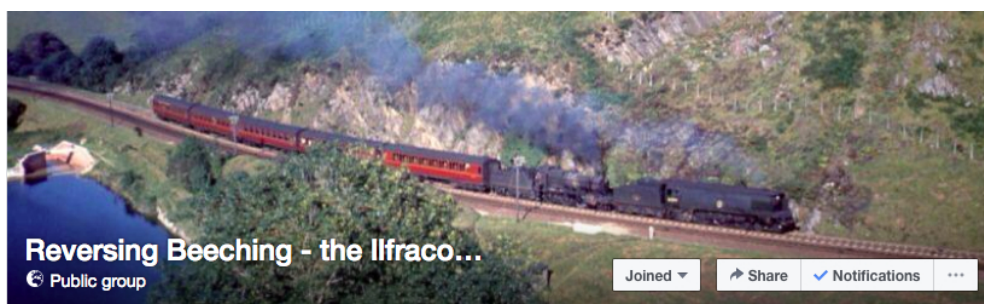 Reversing Beeching - the Ilfraco...
Public group
Joined
Share
Notifications